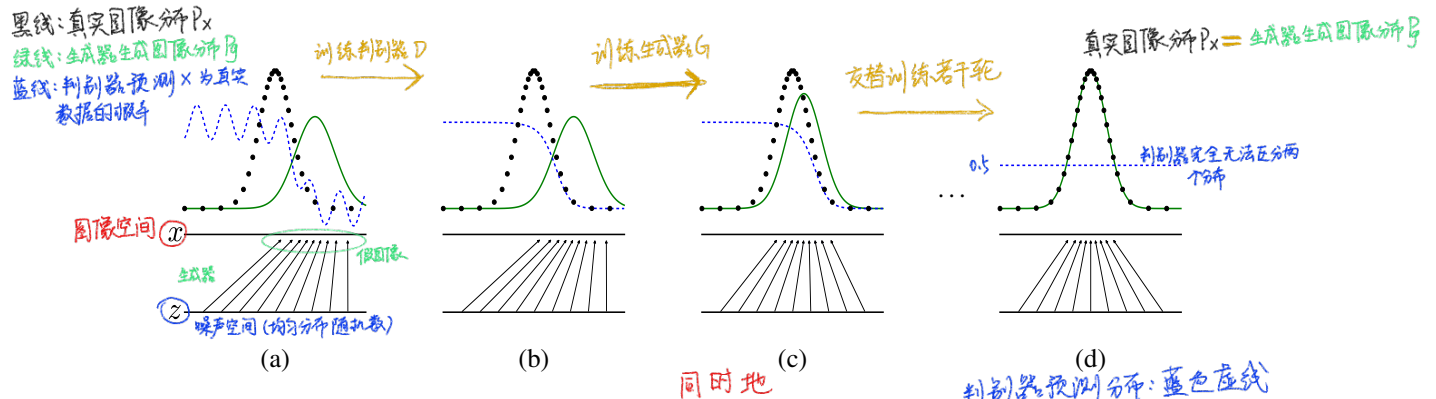 黑线:真实图像分布Px
绿线:生成器生成图像分布Pg
蓝线:判别器预测x为真实
数据的概率
训练判别器D
训练生成器G
交替训练若干轮
真实图像分布Px = 生成器生成图像分布Pg
0.5
判别器完全无法区分两
个分布
...
图像空间 x
假图像
生成器
z
噪声空间(均匀分布随机数)
(a) (b) (c) (d)
同时地
判别器预测分布:蓝色虚线